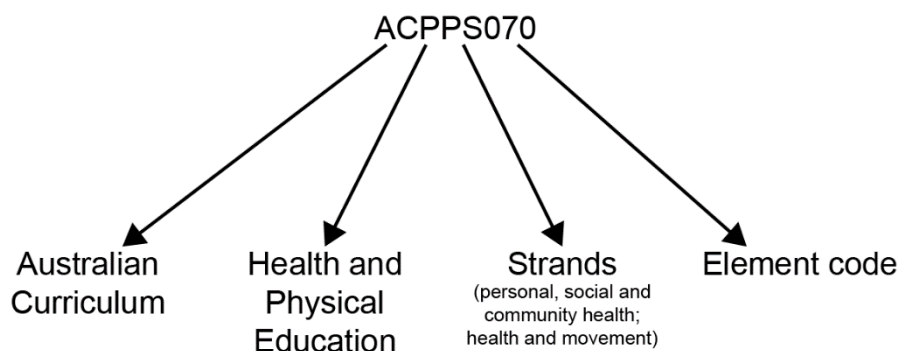 ACPPS070
Australian
Curriculum
Health and
Physical
Education
Strands
(personal, social and
community health;
health and movement)
Element code